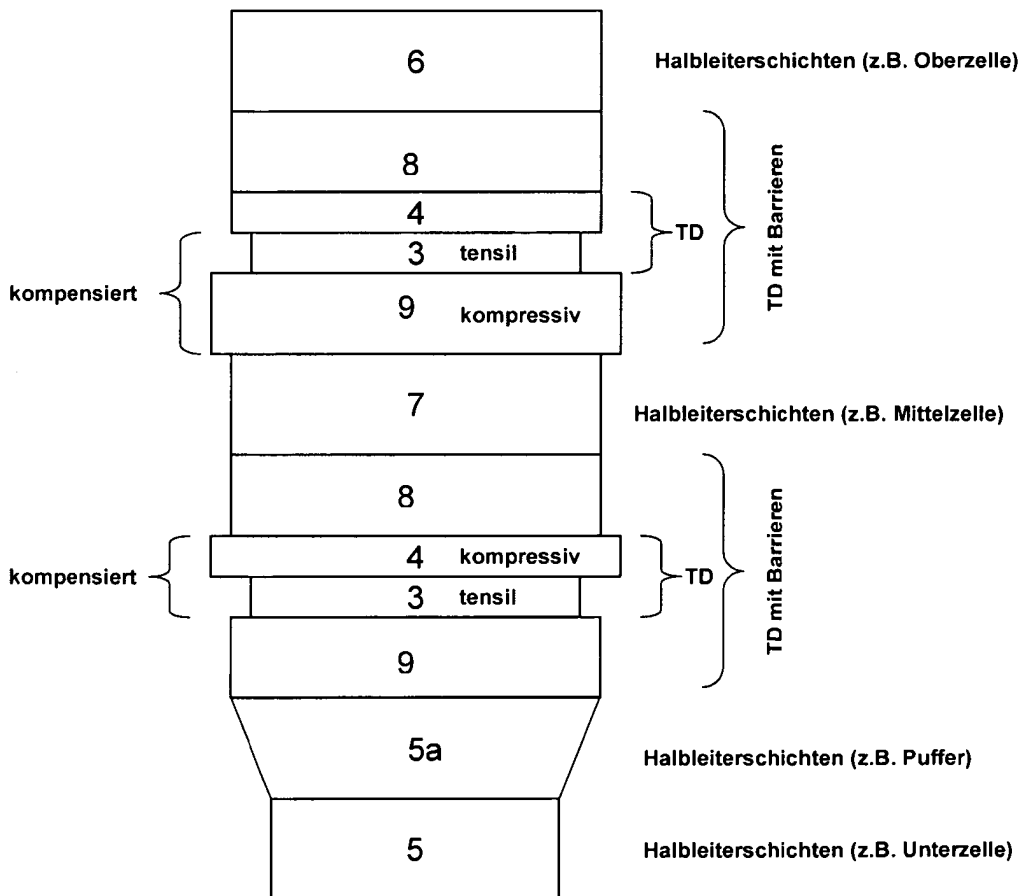 6
Halbleiterschichten (z.B. Oberzelle)
8
4
TD
TD mit Barrieren
3 tensil
kompensiert
9 kompressiv
7
Halbleiterschichten (z.B. Mittelzelle)
8
4 kompressiv
kompensiert
TD
TD mit Barrieren
3 tensil
9
5a
Halbleiterschichten (z.B. Puffer)
5
Halbleiterschichten (z.B. Unterzelle)